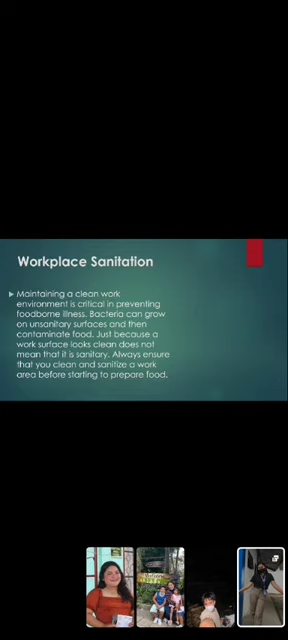 Workplace Sanitation
Maintaining a clean work
environment is critical in preventing
foodborne illness. Bacteria can grow
on unsanitary surfaces and then
contaminate food. Just because a
work surface looks clean does not
mean that it is sanitary. Always ensure
that you clean and sanitize a work
area before starting to prepare food.